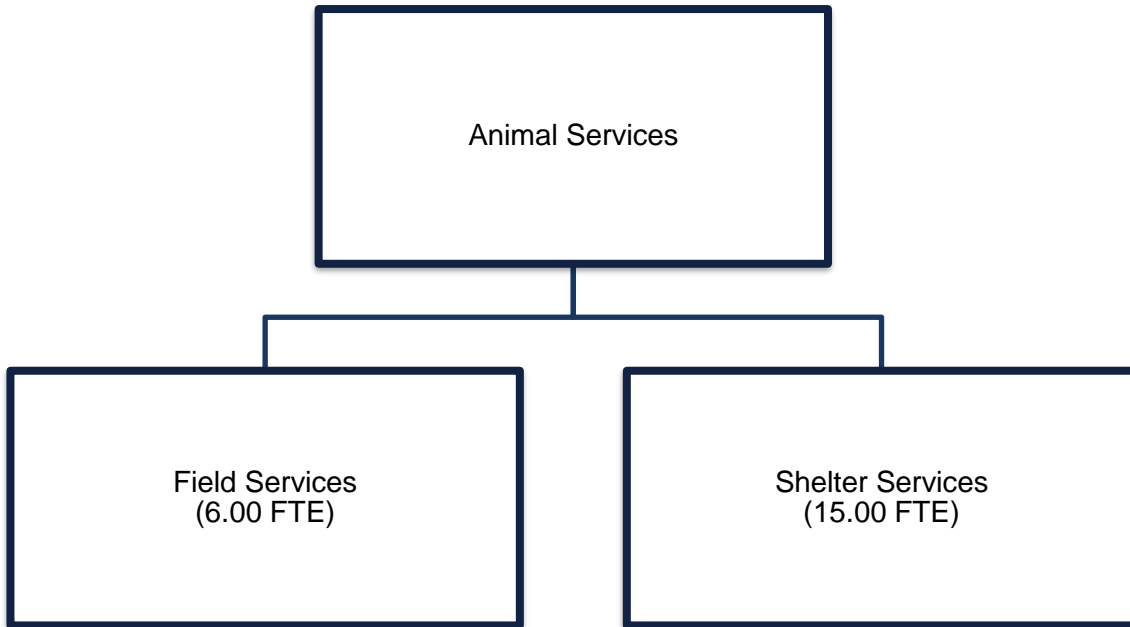 Animal Services
Field Services
(6.00 FTE)
Shelter Services
(15.00 FTE)